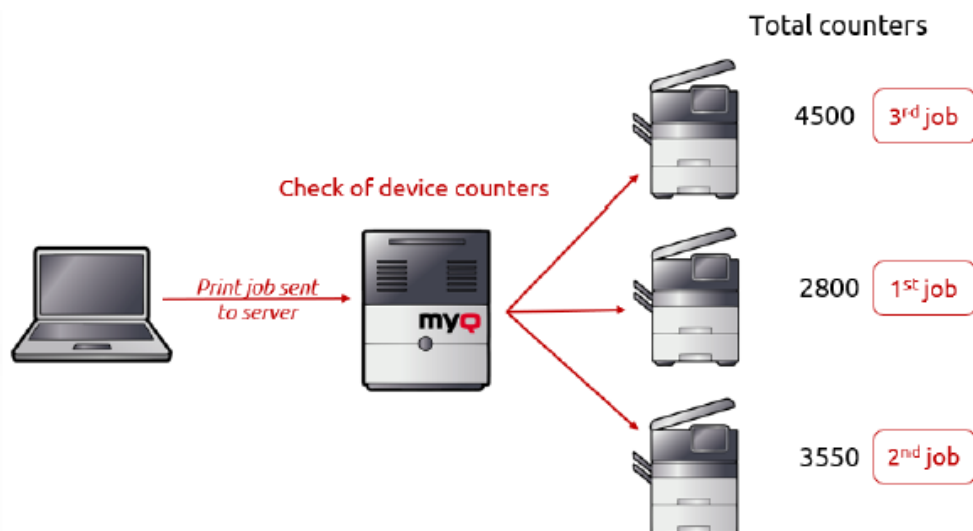 Total counters
4500 3rd job
Check of device counters
Print job sent
to server
myQ
2800 1st job
3550 2nd job